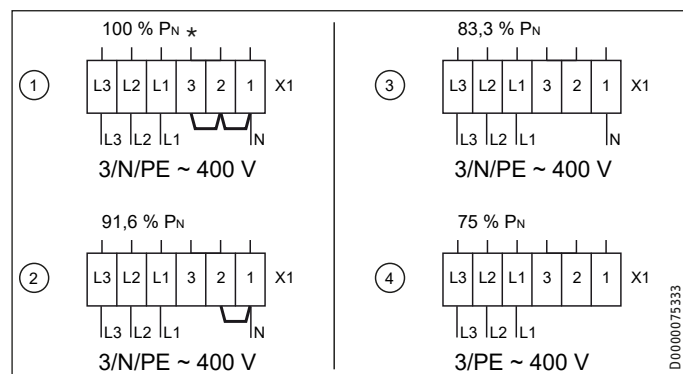 100 % PN *
1
L3 L2 L1 3 2 1 X1
L3 L2 L1 N
3/N/PE ~ 400 V
91,6 % PN
2
L3 L2 L1 3 2 1 X1
L3 L2 L1 N
3/N/PE ~ 400 V
83,3 % PN
3
L3 L2 L1 3 2 1 X1
L3 L2 L1 N
3/N/PE ~ 400 V
75 % PN
4
L3 L2 L1 3 2 1 X1
L3 L2 L1
3/PE ~ 400 V
D0000075333